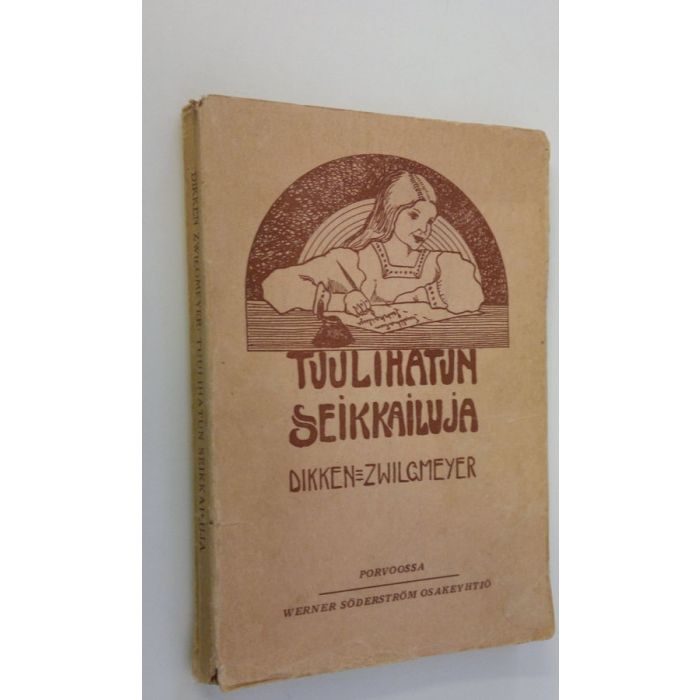 TUULIHATUN
SEIKKAILUJA
DIKKEN=ZWILGMEYER
PORVOOSSA
WERNER SÖDERSTRÖM OSAKEYHTIÖ
DIKKEN ZWILGMEYER: TUULIHATUN SEIKKAILUJA